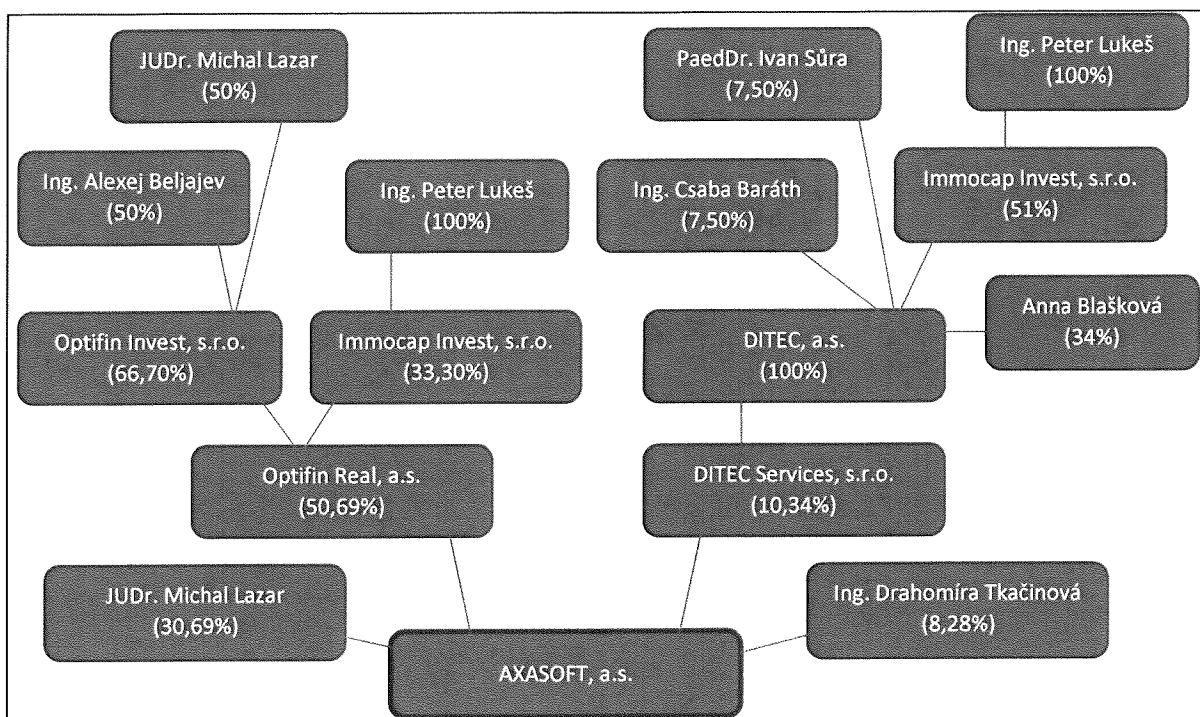 JUDr. Michal Lazar
(50%)
PaedDr. Ivan Sůra
(7,50%)
Ing. Peter Lukeš
(100%)
Ing. Alexej Beljajev
(50%)
Ing. Peter Lukeš
(100%)
Ing. Csaba Baráth
(7,50%)
Immocap Invest, s.r.o.
(51%)
Optifin Invest, s.r.o.
(66,70%)
Immocap Invest, s.r.o.
(33,30%)
DITEC, a.s.
(100%)
Anna Blašková
(34%)
Optifin Real, a.s.
(50,69%)
DITEC Services, s.r.o.
(10,34%)
JUDr. Michal Lazar
(30,69%)
Ing. Drahomíra Tkačinová
(8,28%)
AXASOFT, a.s.